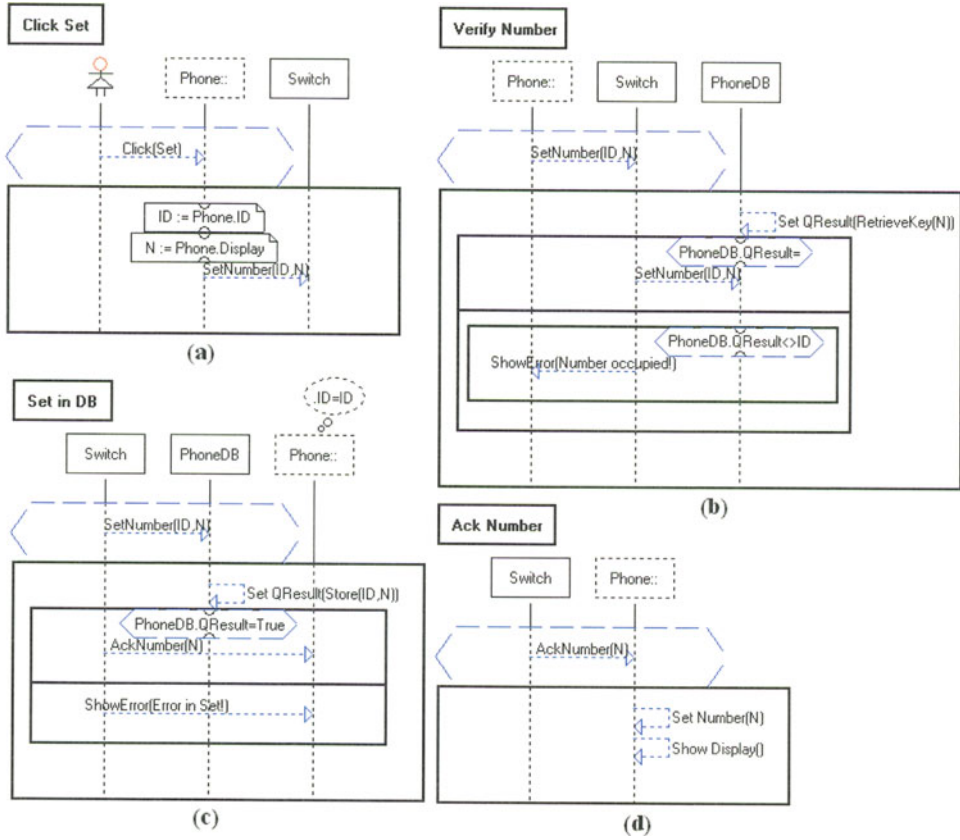 Click Set
Phone::
Switch
Click(Set)
ID := Phone.ID
N := Phone.Display
SetNumber(ID,N)
(a)
Verify Number
Phone::
Switch
PhoneDB
SetNumber(ID,N)
Set QResult(RetrieveKey(N))
PhoneDB.QResult=
SetNumber(ID,N)
PhoneDB.QResult<>ID
ShowError(Number occupied!)
(b)
Set in DB
.ID=ID
Switch
PhoneDB
Phone::
SetNumber(ID,N)
Set QResult(Store(ID,N))
PhoneDB.QResult=True
AckNumber(N)
ShowError(Error in Set!)
(c)
Ack Number
Switch
Phone::
AckNumber(N)
Set Number(N)
Show Display()
(d)